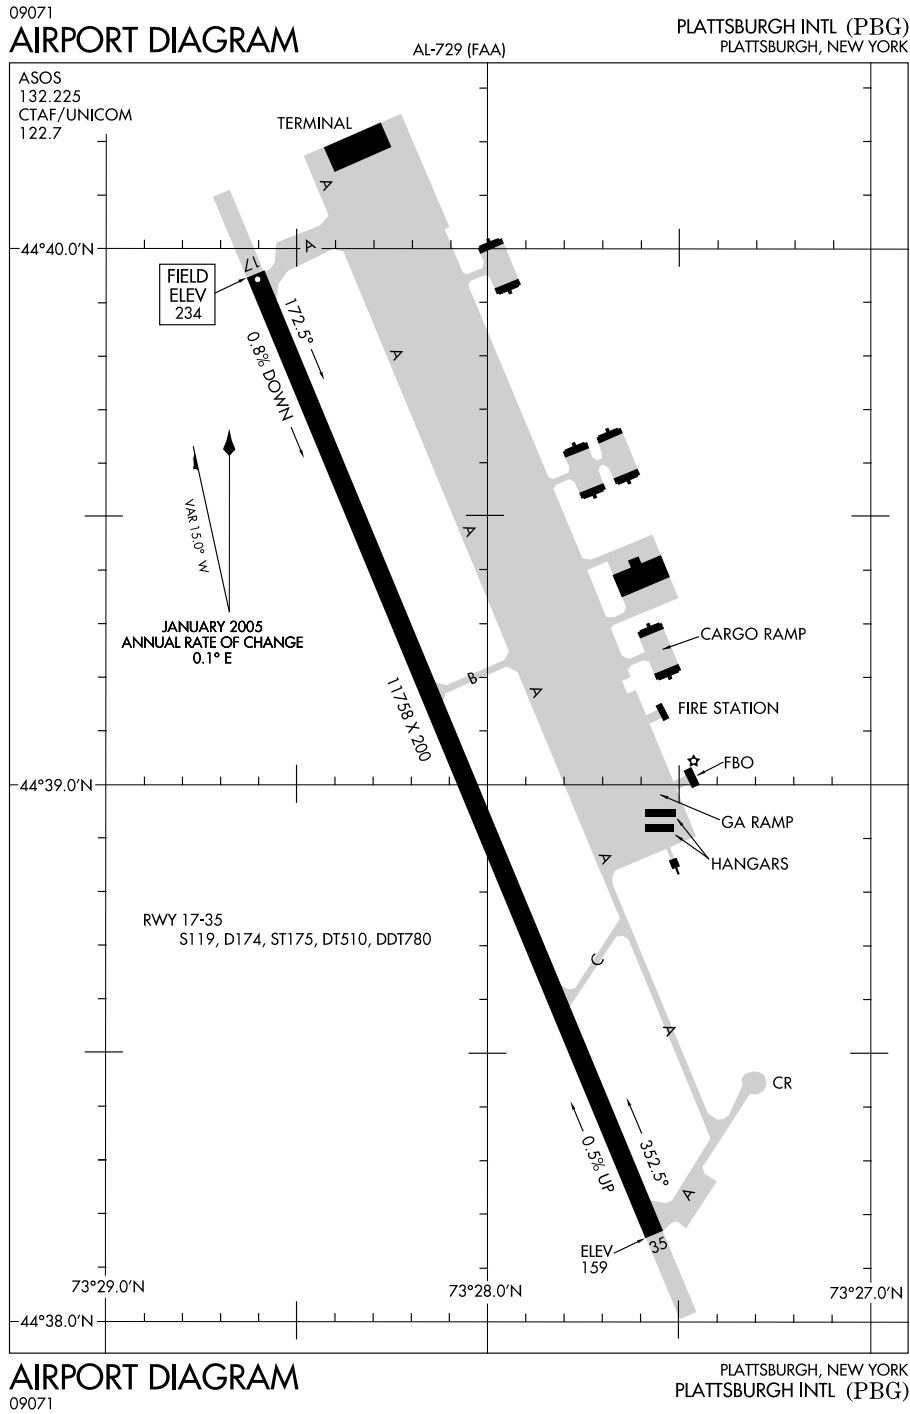 09071
AIRPORT DIAGRAM
AL-729 (FAA)
PLATTSBURGH INTL (PBG)
PLATTSBURGH, NEW YORK
ASOS
132.225
CTAF/UNICOM
122.7
TERMINAL
A
A
44°40.0'N
17
FIELD
ELEV
234
172.5°
0.8% DOWN
A
VAR 15.0° W
A
JANUARY 2005
ANNUAL RATE OF CHANGE
0.1° E
CARGO RAMP
B
A
11758 X 200
FIRE STATION
FBO
44°39.0'N
GA RAMP
HANGARS
A
RWY 17-35
S119, D174, ST175, DT510, DDT780
C
A
CR
0.5% UP
352.5°
A
ELEV
159
35
73°29.0'N
73°28.0'N
73°27.0'N
44°38.0'N
AIRPORT DIAGRAM
09071
PLATTSBURGH, NEW YORK
PLATTSBURGH INTL (PBG)